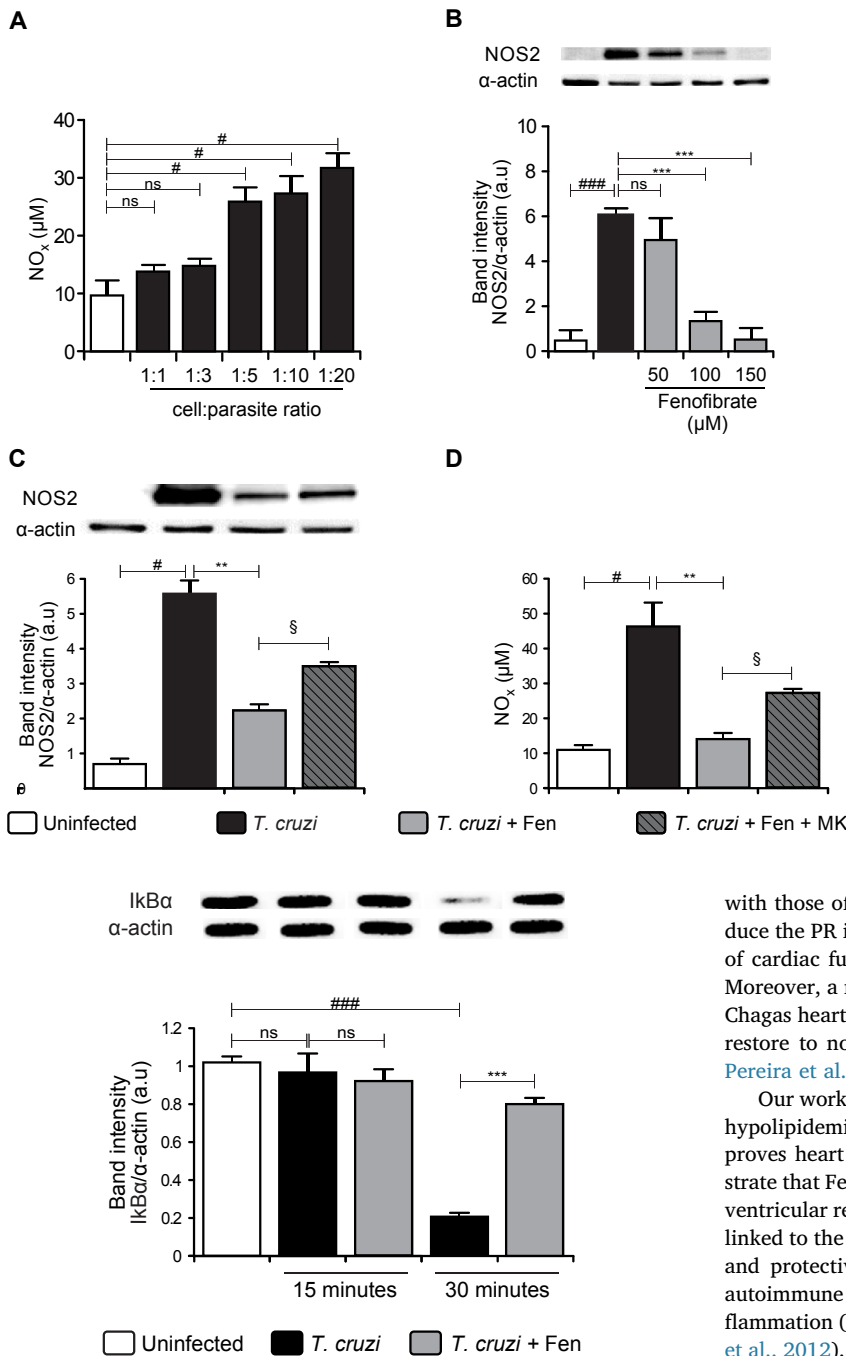 A
NOx (µM)
40
30
20
10
0
#
#
#
ns
ns
1:1 1:3 1:5 1:10 1:20
cell:parasite ratio
B
NOS2
α-actin
Band intensity
NOS2/α-actin (a.u)
10
8
6
4
2
0
***
***
### ns
50 100 150
Fenofibrate
(µM)
C
NOS2
α-actin
Band intensity
NOS2/α-actin (a.u)
6
5
4
3
2
1
# **
§
D
NOx (µM)
60
50
40
30
20
10
0
# **
§
Uninfected T. cruzi T. cruzi + Fen T. cruzi + Fen + MK
IkBα
α-actin
Band intensity
IkBα/α-actin (a.u)
1.2
1
0.8
0.6
0.4
0.2
0
###
ns ns
***
15 minutes 30 minutes
Uninfected T. cruzi T. cruzi + Fen
with those of
duce the PR i
of cardiac fu
Moreover, a
Chagas heart
restore to no
Pereira et al.
Our work
hypolipidemi
proves heart
strate that Fe
ventricular re
linked to the
and protectiv
autoimmune
flammation (
et al., 2012).